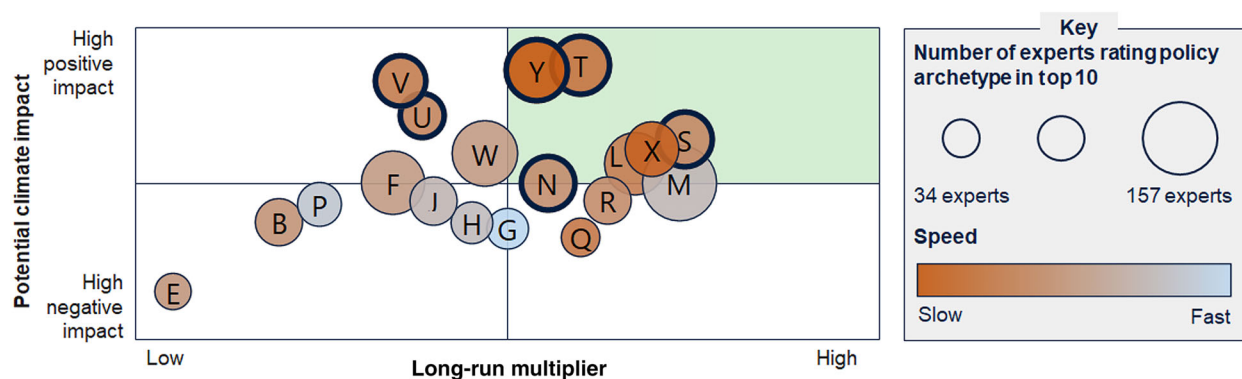 High
positive
impact
Potential climate impact
High
negative
impact
V
U
Y
T
W
L
X
S
F
N
M
J
R
P
B
H
G
Q
E
Low
Long-run multiplier
High
Key
Number of experts rating policy
archetype in top 10
34 experts
157 experts
Speed
Slow
Fast